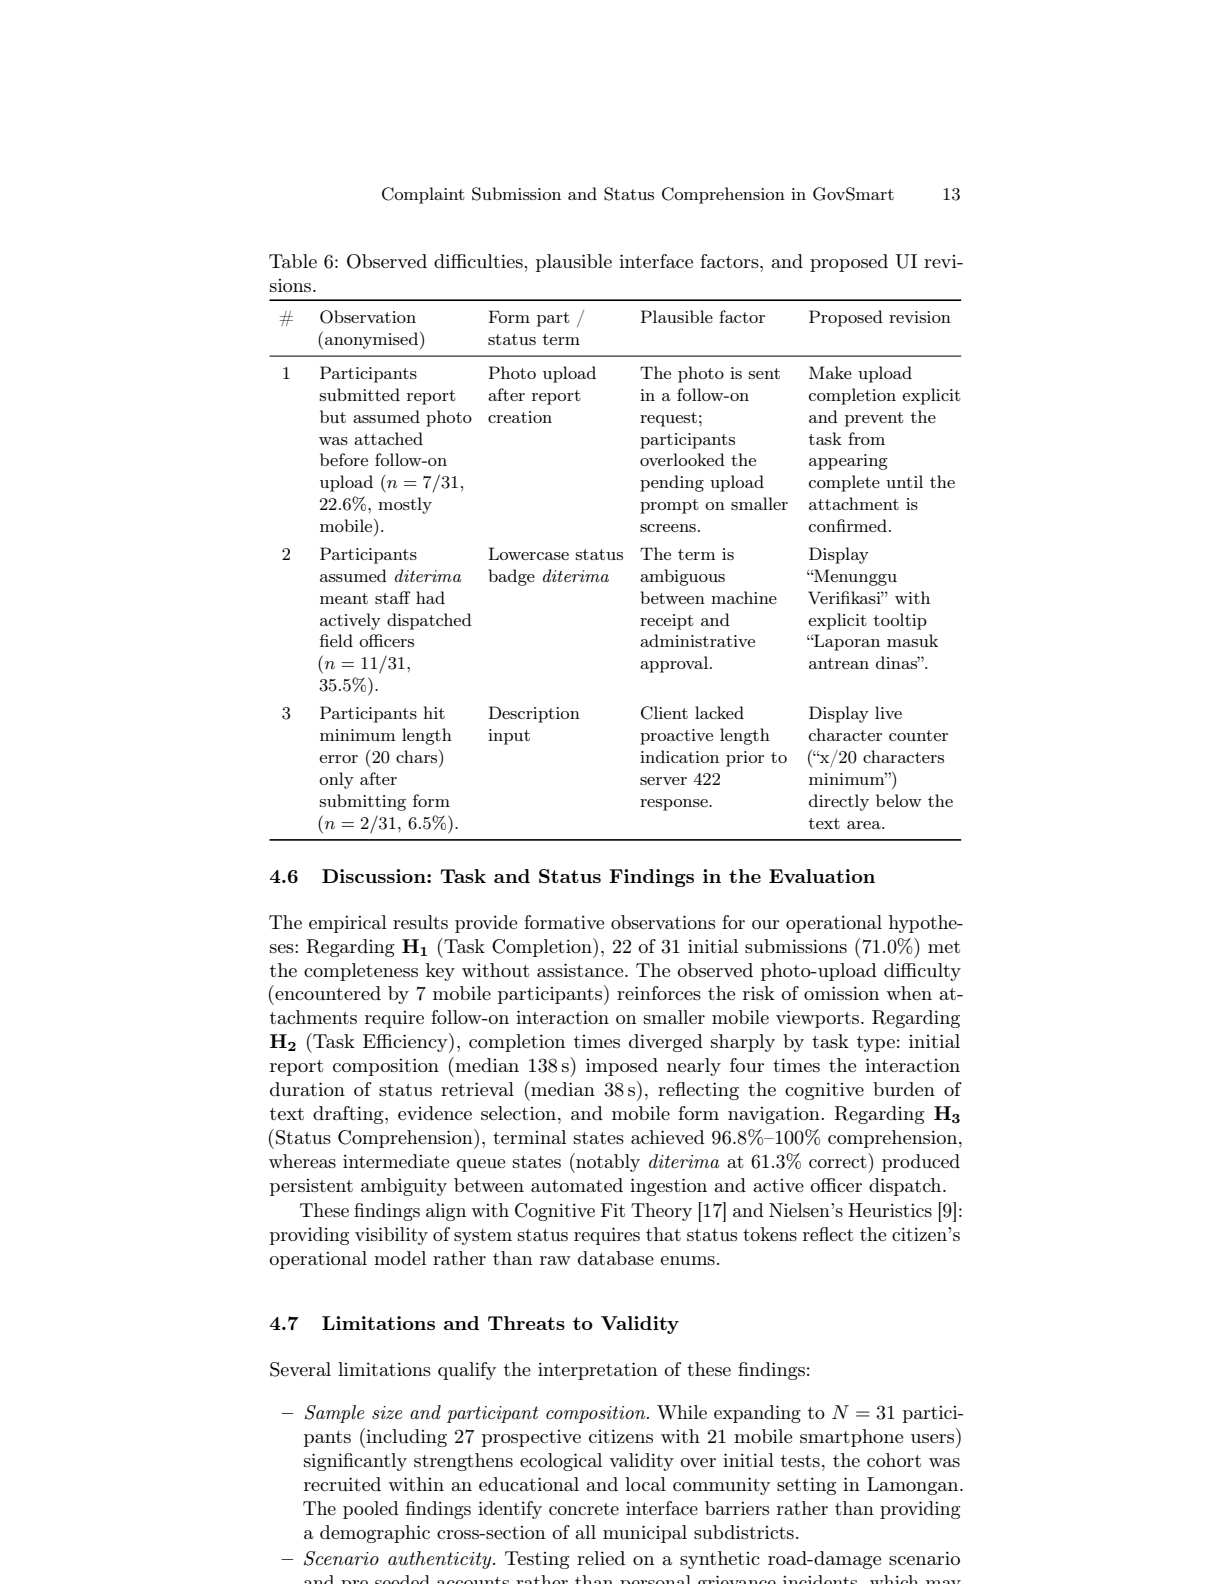 Complaint Submission and Status Comprehension in GovSmart 13
Table 6: Observed difficulties, plausible interface factors, and proposed UI revi-
sions.
# Observation (anonymised) Form part / status term Plausible factor Proposed revision
1
Participants
submitted report
but assumed photo
was attached
before follow-on
upload (n = 7/31,
22.6%, mostly
mobile).
Photo upload
after report
creation
The photo is sent
in a follow-on
request;
participants
overlooked the
pending upload
prompt on smaller
screens.
Make upload
completion explicit
and prevent the
task from
appearing
complete until the
attachment is
confirmed.
2
Participants
assumed diterima
meant staff had
actively dispatched
field officers
(n = 11/31,
35.5%).
Lowercase status
badge diterima
The term is
ambiguous
between machine
receipt and
administrative
approval.
Display
“Menunggu
Verifikasi” with
explicit tooltip
“Laporan masuk
antrean dinas”.
3
Participants hit
minimum length
error (20 chars)
only after
submitting form
(n = 2/31, 6.5%).
Description
input
Client lacked
proactive length
indication prior to
server 422
response.
Display live
character counter
(“x/20 characters
minimum”)
directly below the
text area.
4.6 Discussion: Task and Status Findings in the Evaluation
The empirical results provide formative observations for our operational hypothe-
ses: Regarding H1 (Task Completion), 22 of 31 initial submissions (71.0%) met
the completeness key without assistance. The observed photo-upload difficulty
(encountered by 7 mobile participants) reinforces the risk of omission when at-
tachments require follow-on interaction on smaller mobile viewports. Regarding
H2 (Task Efficiency), completion times diverged sharply by task type: initial
report composition (median 138 s) imposed nearly four times the interaction
duration of status retrieval (median 38 s), reflecting the cognitive burden of
text drafting, evidence selection, and mobile form navigation. Regarding H3
(Status Comprehension), terminal states achieved 96.8%–100% comprehension,
whereas intermediate queue states (notably diterima at 61.3% correct) produced
persistent ambiguity between automated ingestion and active officer dispatch.
These findings align with Cognitive Fit Theory [17] and Nielsen’s Heuristics [9]:
providing visibility of system status requires that status tokens reflect the citizen’s
operational model rather than raw database enums.
4.7 Limitations and Threats to Validity
Several limitations qualify the interpretation of these findings:
– Sample size and participant composition. While expanding to N = 31 partici-
pants (including 27 prospective citizens with 21 mobile smartphone users)
significantly strengthens ecological validity over initial tests, the cohort was
recruited within an educational and local community setting in Lamongan.
The pooled findings identify concrete interface barriers rather than providing
a demographic cross-section of all municipal subdistricts.
– Scenario authenticity. Testing relied on a synthetic road-damage scenario
and pre-seeded accounts rather than personal grievance incidents, which may